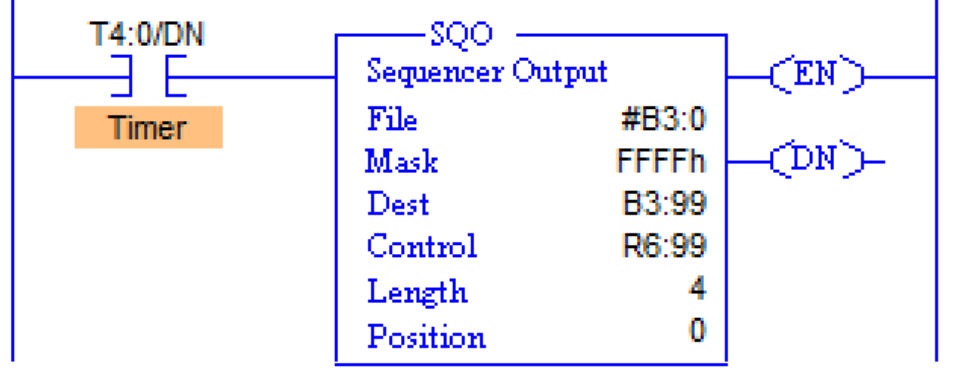 T4:0/DN
Timer
SQO
Sequencer Output
File #B3:0
Mask FFFFh
Dest B3:99
Control R6:99
Length 4
Position 0
EN
DN